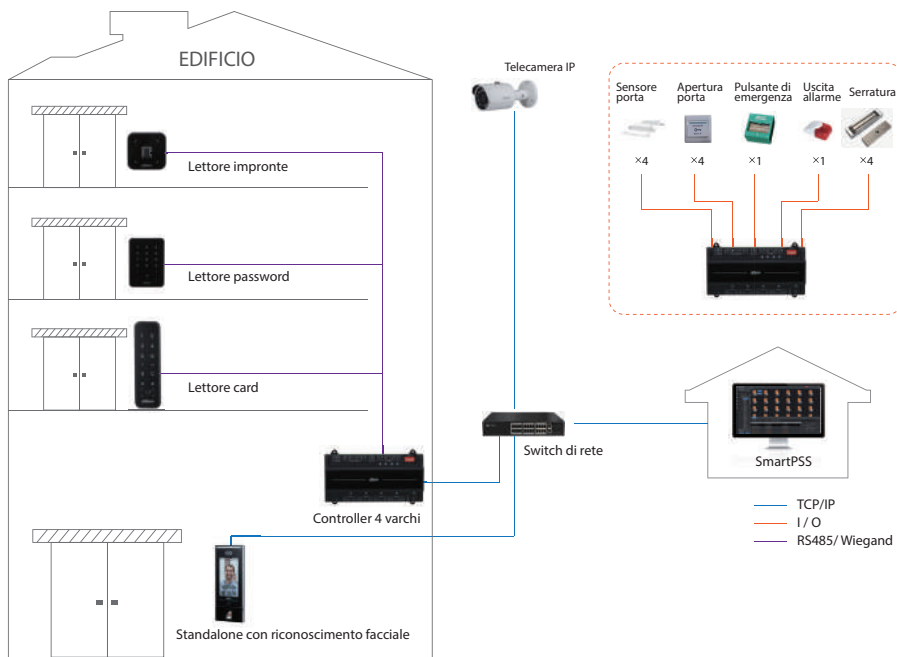 EDIFICIO
Telecamera IP
Sensore
porta
Apertura
porta
Pulsante di
emergenza
Uscita
allarme
Serratura
×4
×4
×1
×1
×4
Lettore impronte
Lettore password
Lettore card
Controller 4 varchi
Switch di rete
SmartPSS
TCP/IP
I / O
RS485/ Wiegand
Standalone con riconoscimento facciale